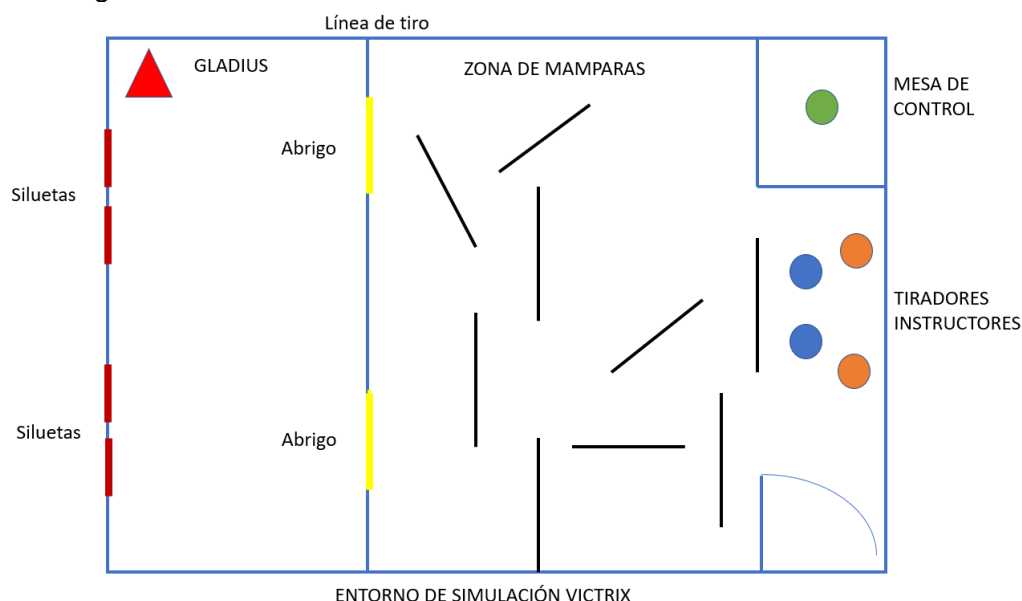 Línea de tiro
GLADIUS
ZONA DE MAMPARAS
MESA DE
CONTROL
Abrigo
Siluetas
TIRADORES
INSTRUCTORES
Siluetas
Abrigo
ENTORNO DE SIMULACIÓN VICTRIX